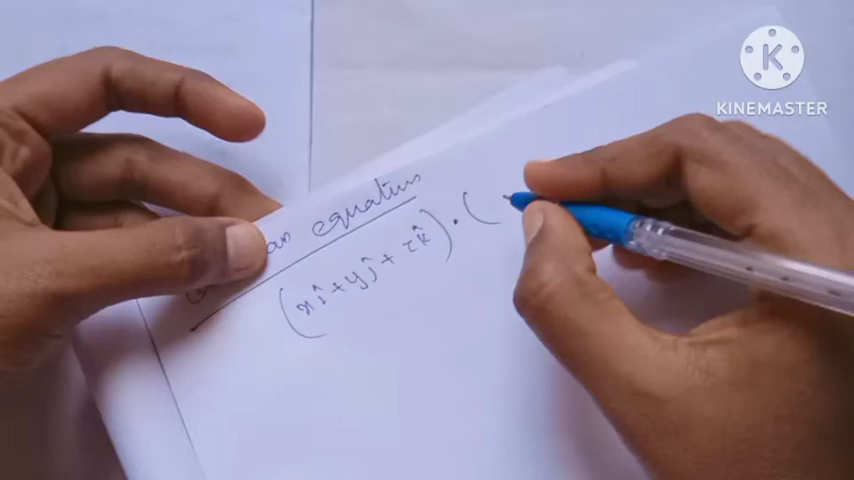 equation
(xî + yĵ + zk̂) . (
K
KINEMASTER